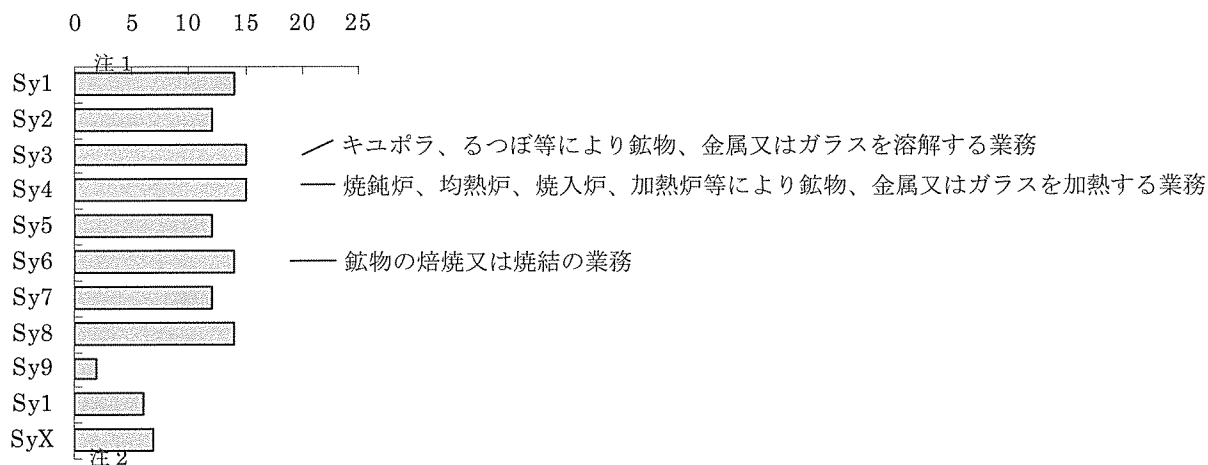 0 5 10 15 20 25
注1
Sy1
Sy2
Sy3 キユポラ、るつぼ等により鉱物、金属又はガラスを溶解する業務
Sy4 焼鈍炉、均熱炉、焼入炉、加熱炉等により鉱物、金属又はガラスを加熱する業務
Sy5
Sy6 鉱物の焙焼又は焼結の業務
Sy7
Sy8
Sy9
Sy1
SyX
注2